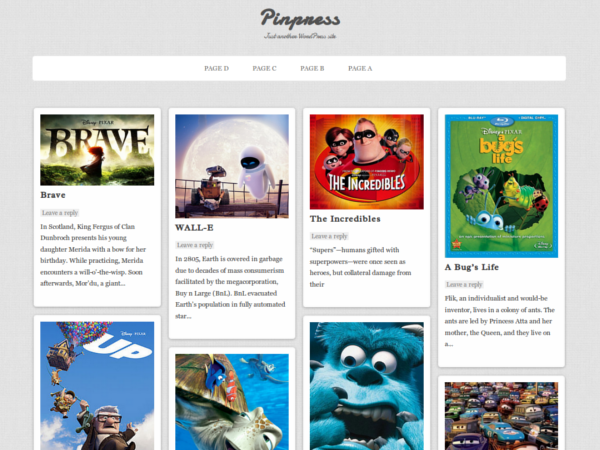 Pinpress
Just another WordPress site
PAGE D
PAGE C
PAGE B
PAGE A
Disney PIXAR
BRAVE
Brave
Leave a reply
In Scotland, King Fergus of Clan
Dunbroch presents his young
daughter Merida with a bow for her
birthday. While practicing, Merida
encounters a will-o'-the-wisp. Soon
afterwards, Mor'du, a giant...
WALL-E
Leave a reply
In 2805, Earth is covered in garbage
due to decades of mass consumerism
facilitated by the megacorporation,
Buy n Large (BnL). BnL evacuated
Earth's population in fully automated
star...
THE INCREDIBLES
The Incredibles
Leave a reply
"Supers"—humans gifted with
superpowers—were once seen as
heroes, but collateral damage from
their
BLU-RAY + DIGITAL COPY
Disney PIXAR
a bug's
life
A Bug's Life
Leave a reply
Flik, an individualist and would-be
inventor, lives in a colony of ants. The
ants are led by Princess Atta and her
mother, the Queen, and they live on
a...
Disney PIXAR
UP